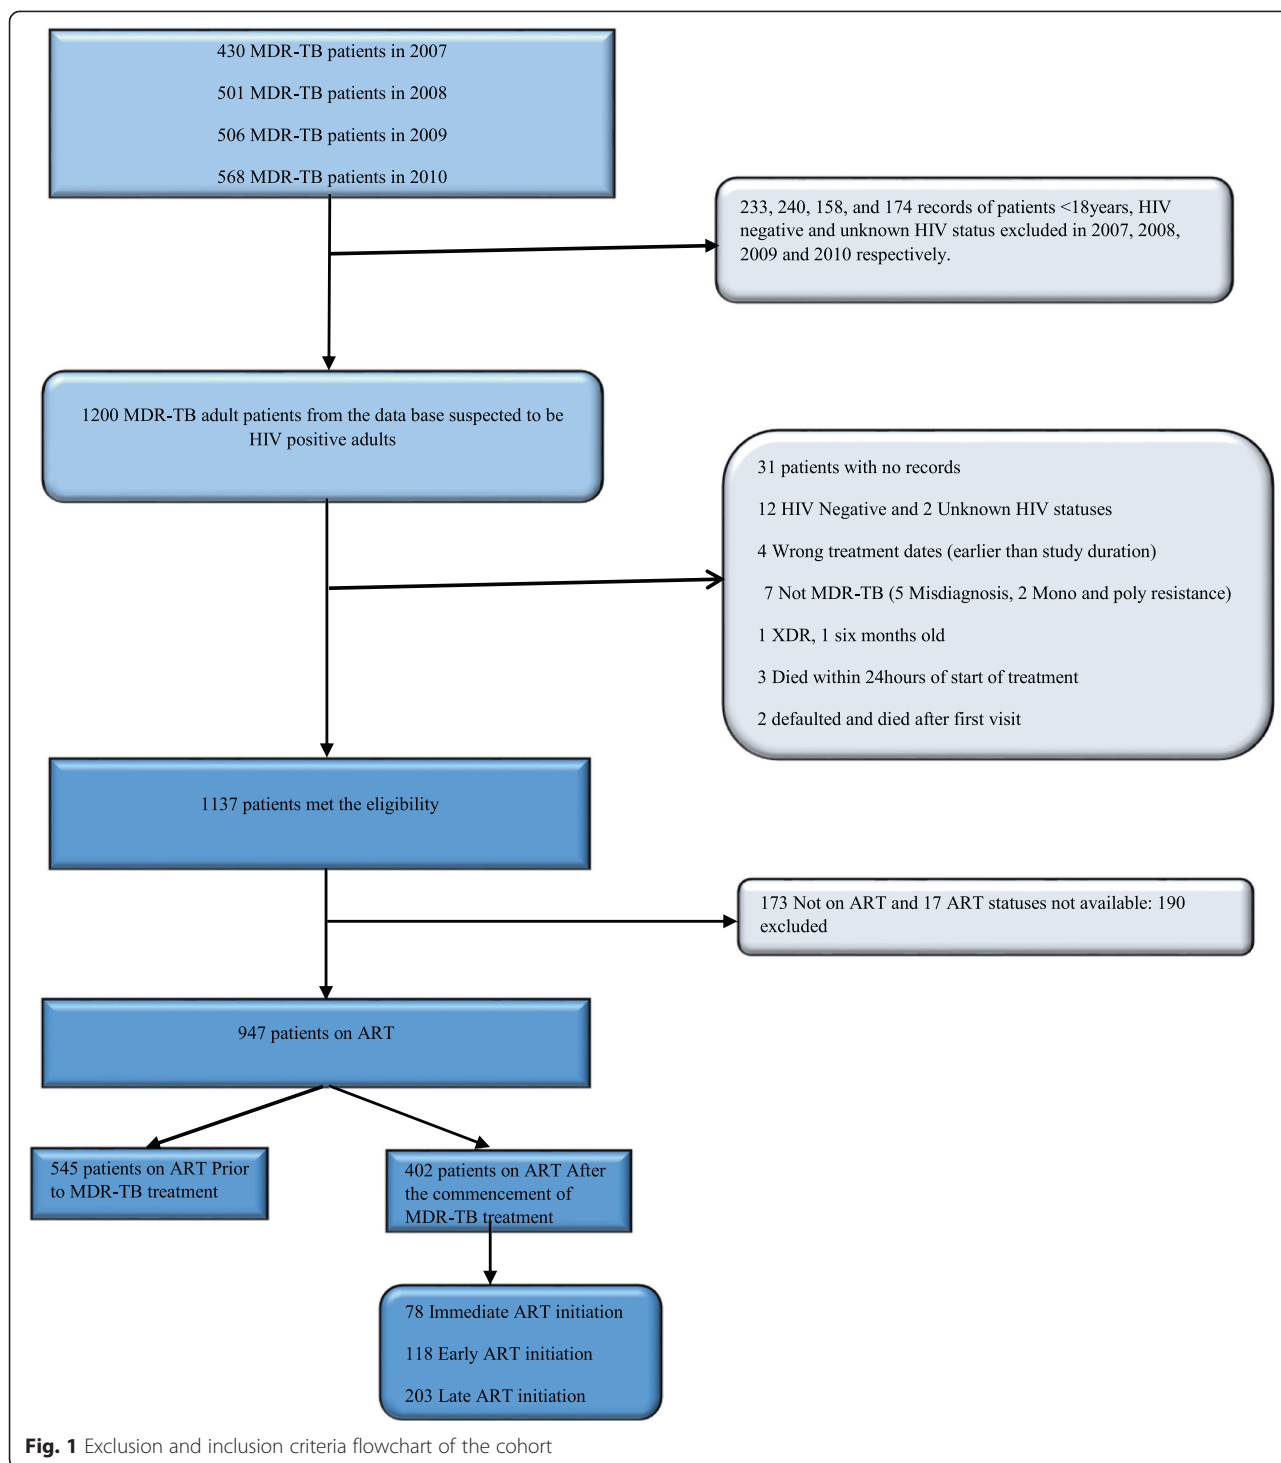 430 MDR-TB patients in 2007
501 MDR-TB patients in 2008
506 MDR-TB patients in 2009
568 MDR-TB patients in 2010
233, 240, 158, and 174 records of patients <18years, HIV
negative and unknown HIV status excluded in 2007, 2008,
2009 and 2010 respectively.
1200 MDR-TB adult patients from the data base suspected to be
HIV positive adults
31 patients with no records
12 HIV Negative and 2 Unknown HIV statuses
4 Wrong treatment dates (earlier than study duration)
7 Not MDR-TB (5 Misdiagnosis, 2 Mono and poly resistance)
1 XDR, 1 six months old
3 Died within 24hours of start of treatment
2 defaulted and died after first visit
1137 patients met the eligibility
173 Not on ART and 17 ART statuses not available: 190
excluded
947 patients on ART
545 patients on ART Prior
to MDR-TB treatment
402 patients on ART After
the commencement of
MDR-TB treatment
78 Immediate ART initiation
118 Early ART initiation
203 Late ART initiation
Fig. 1 Exclusion and inclusion criteria flowchart of the cohort